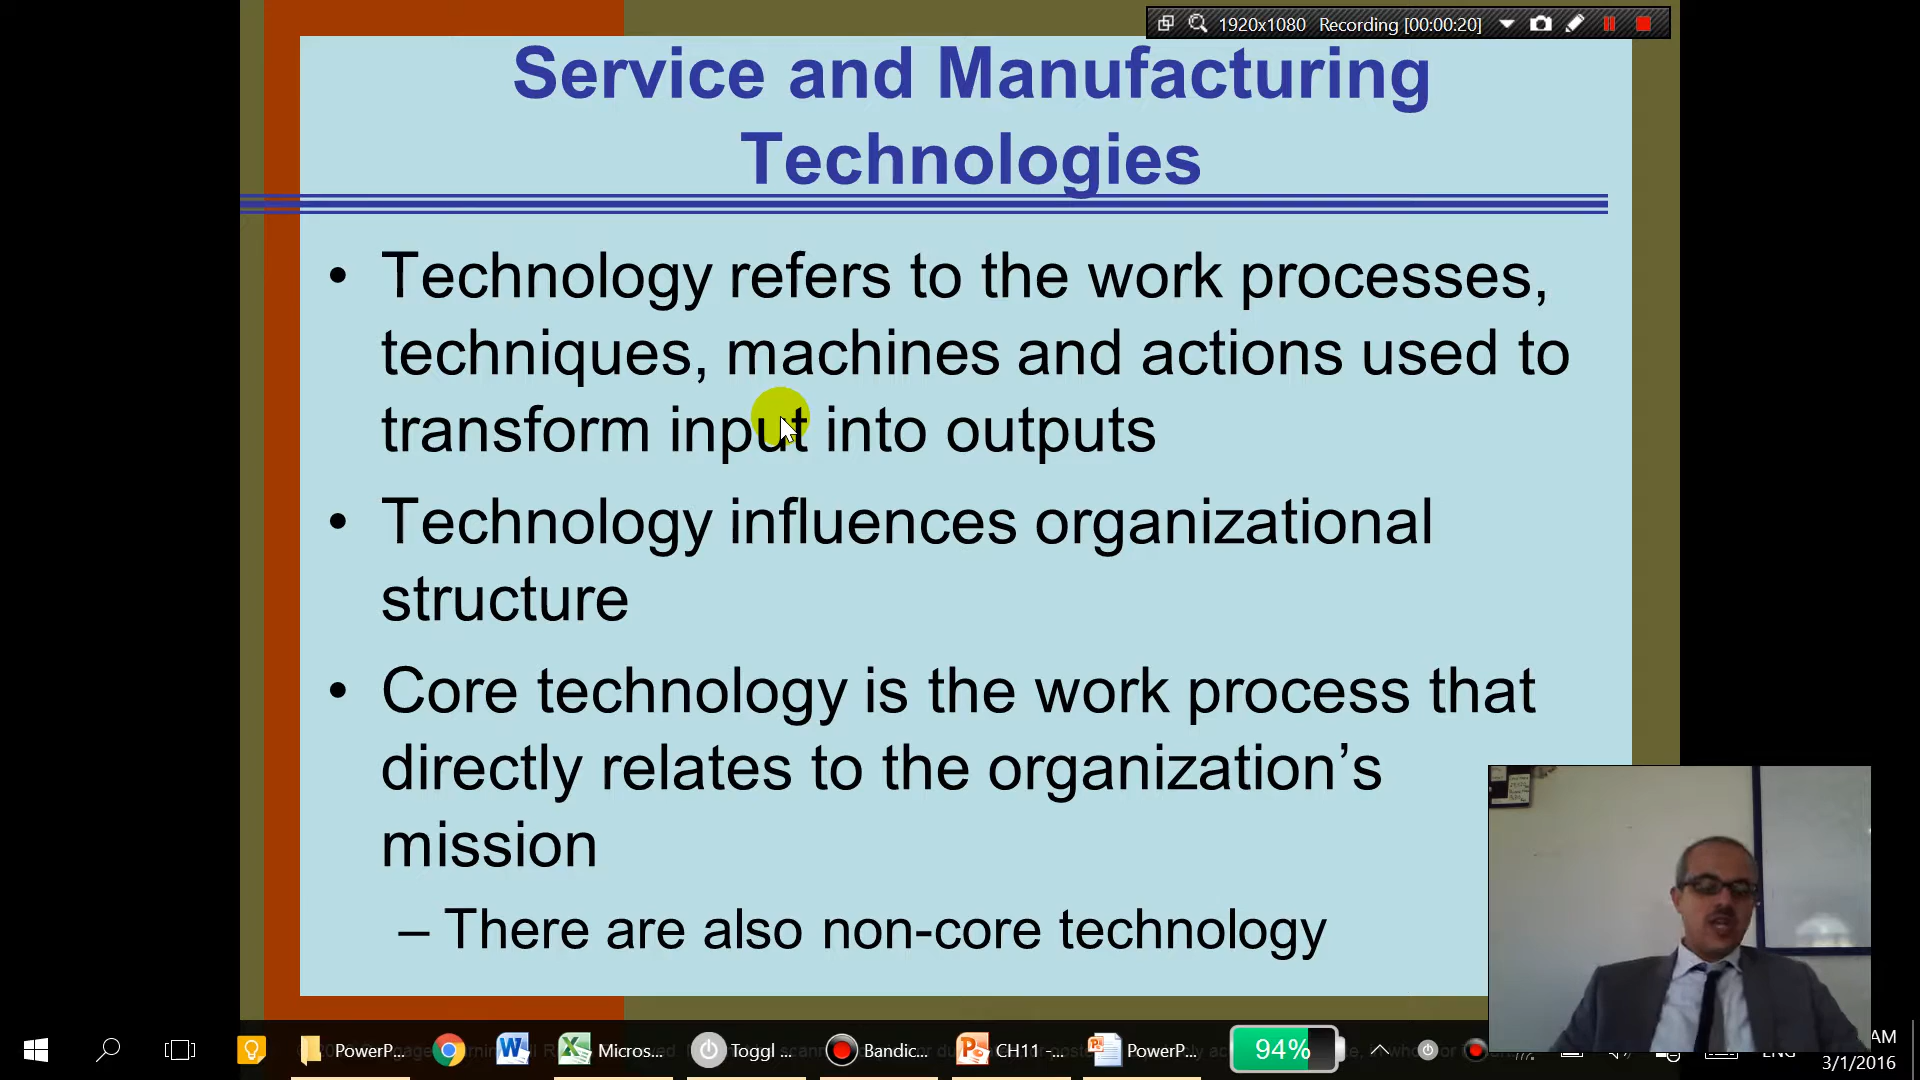 1920x1080 Recording [00:00:20]
Service and Manufacturing
Technologies
• Technology refers to the work processes,
techniques, machines and actions used to
transform input into outputs
• Technology influences organizational
structure
• Core technology is the work process that
directly relates to the organization’s
mission
– There are also non-core technology
PowerP...
Micros...
Toggl ...
Bandic...
CH11 -...
PowerP...
94%
ENG
AM
3/1/2016